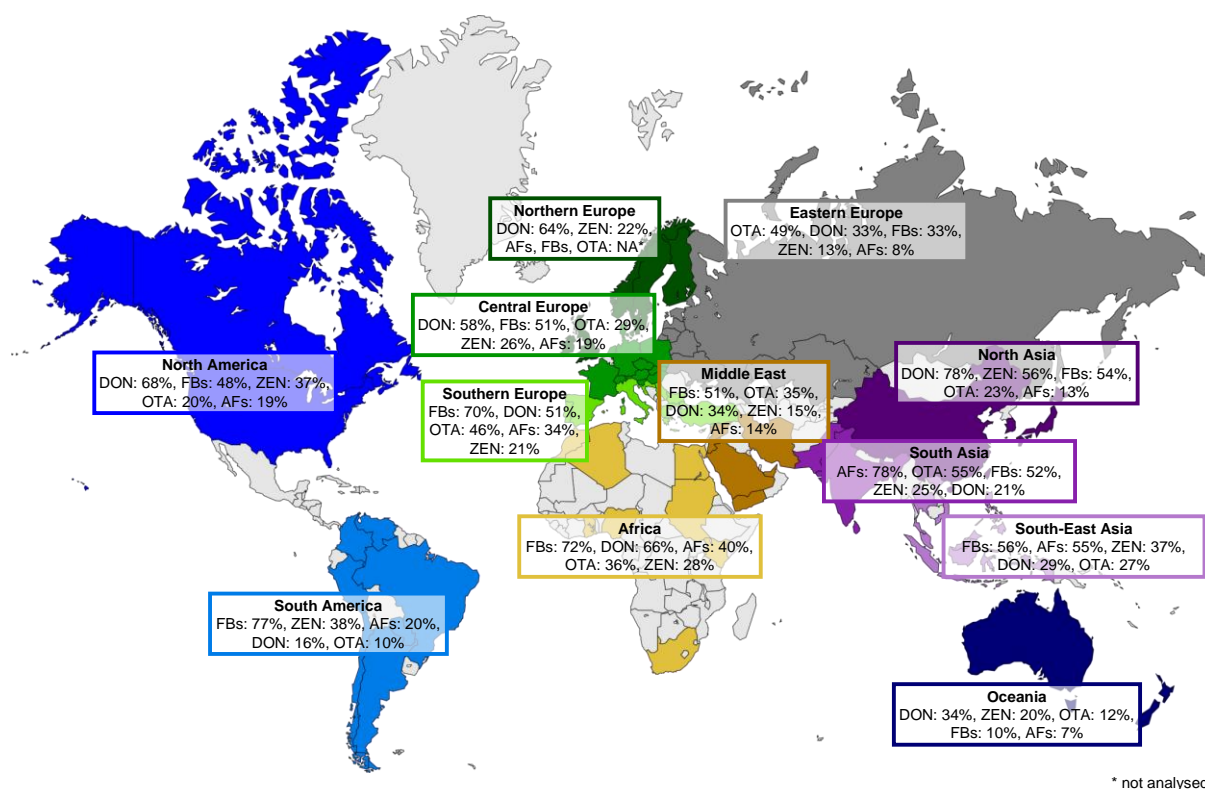 Northern Europe
DON: 64%, ZEN: 22%,
AFs, FBs, OTA: NA*
Eastern Europe
OTA: 49%, DON: 33%, FBs: 33%,
ZEN: 13%, AFs: 8%
Central Europe
DON: 58%, FBs: 51%, OTA: 29%,
ZEN: 26%, AFs: 19%
North America
DON: 68%, FBs: 48%, ZEN: 37%,
OTA: 20%, AFs: 19%
Southern Europe
FBs: 70%, DON: 51%,
OTA: 46%, AFs: 34%,
ZEN: 21%
Middle East
FBs: 51%, OTA: 35%,
DON: 34%, ZEN: 15%,
AFs: 14%
North Asia
DON: 78%, ZEN: 56%, FBs: 54%,
OTA: 23%, AFs: 13%
South Asia
AFs: 78%, OTA: 55%, FBs: 52%,
ZEN: 25%, DON: 21%
Africa
FBs: 72%, DON: 66%, AFs: 40%,
OTA: 36%, ZEN: 28%
South-East Asia
FBs: 56%, AFs: 55%, ZEN: 37%,
DON: 29%, OTA: 27%
South America
FBs: 77%, ZEN: 38%, AFs: 20%,
DON: 16%, OTA: 10%
Oceania
DON: 34%, ZEN: 20%, OTA: 12%,
FBs: 10%, AFs: 7%
* not analysed